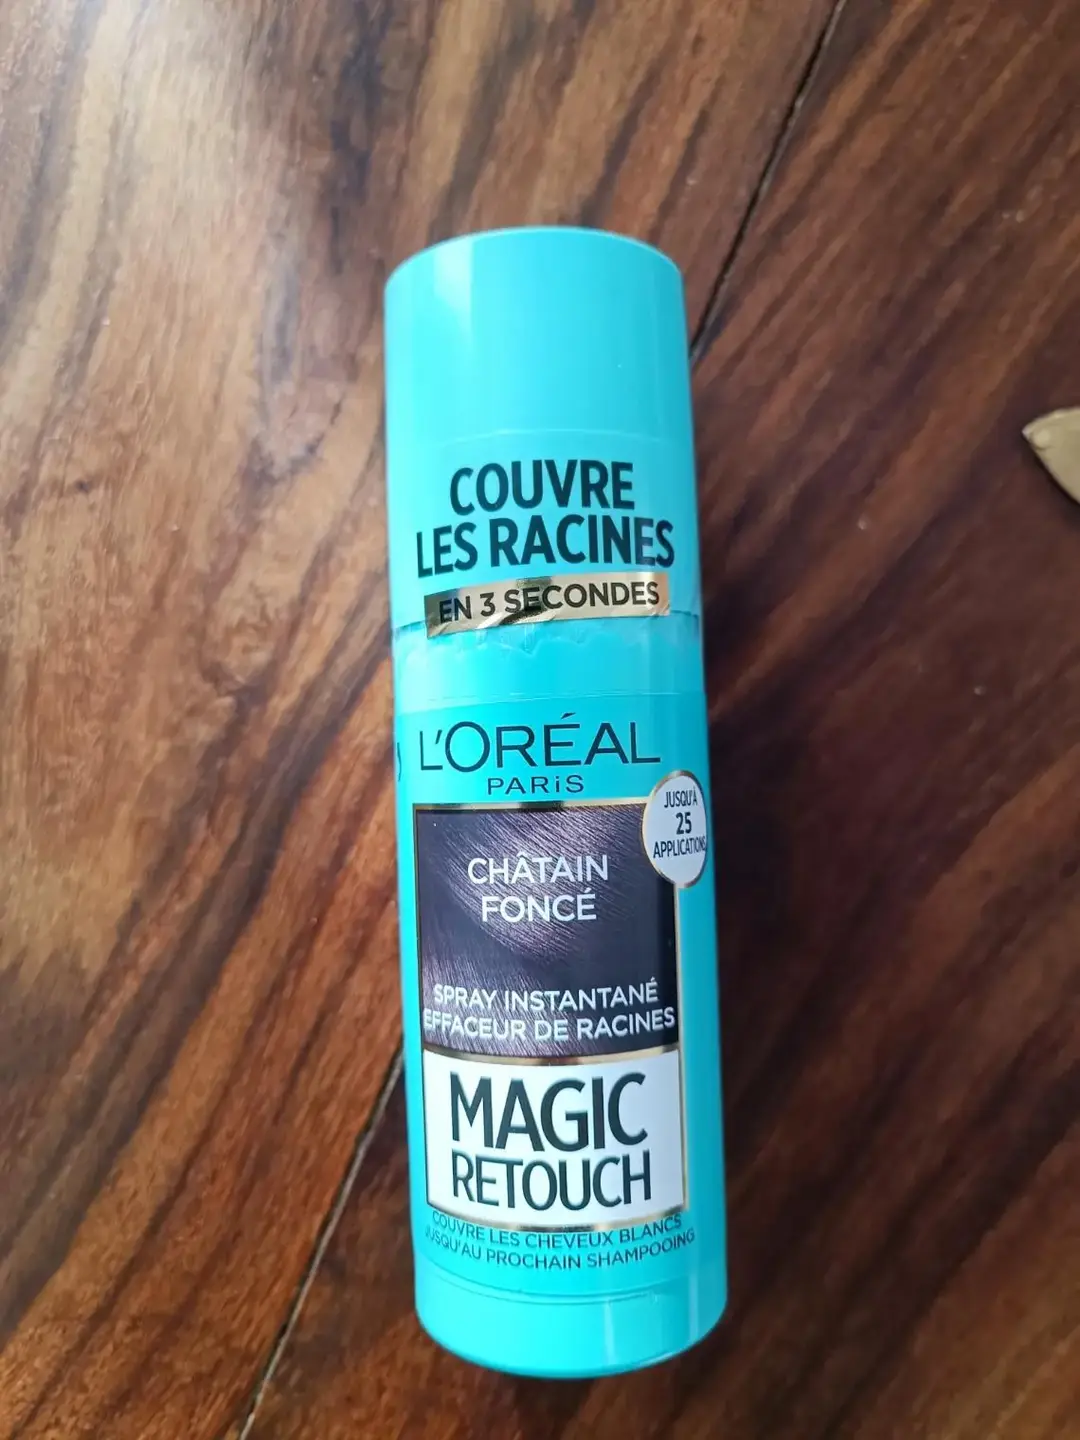 COUVRE
LES RACINES
EN 3 SECONDES
L'ORÉAL
PARiS
JUSQU'À
25
APPLICATIONS
CHÂTAIN
FONCÉ
SPRAY INSTANTANÉ
EFFACEUR DE RACINES
MAGIC
RETOUCH
COUVRE LES CHEVEUX BLANCS
JUSQU'AU PROCHAIN SHAMPOOING